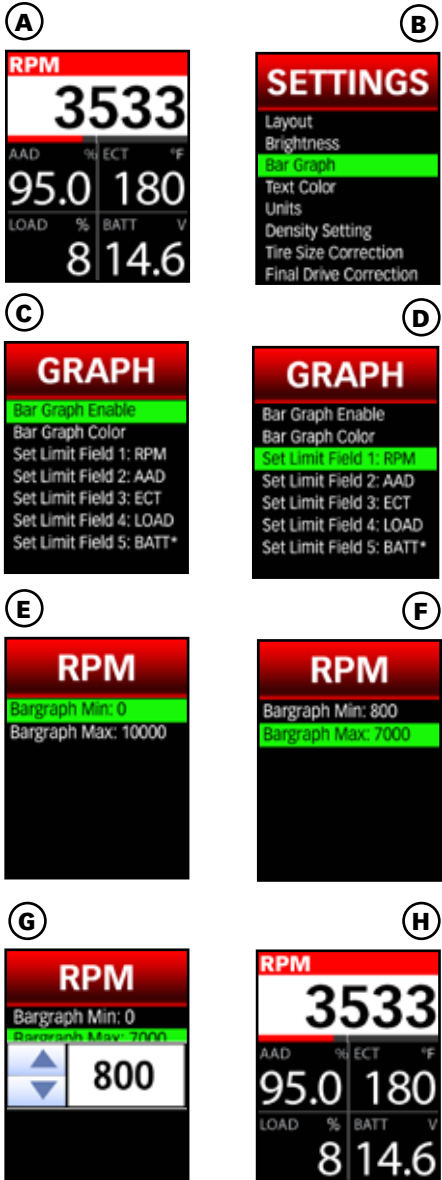 A
RPM
3533
AAD % ECT °F
95.0 180
LOAD % BATT V
8 14.6
B
SETTINGS
Layout
Brightness
Bar Graph
Text Color
Units
Density Setting
Tire Size Correction
Final Drive Correction
C
GRAPH
Bar Graph Enable
Bar Graph Color
Set Limit Field 1: RPM
Set Limit Field 2: AAD
Set Limit Field 3: ECT
Set Limit Field 4: LOAD
Set Limit Field 5: BATT*
D
GRAPH
Bar Graph Enable
Bar Graph Color
Set Limit Field 1: RPM
Set Limit Field 2: AAD
Set Limit Field 3: ECT
Set Limit Field 4: LOAD
Set Limit Field 5: BATT*
E
RPM
Bargraph Min: 0
Bargraph Max: 10000
F
RPM
Bargraph Min: 800
Bargraph Max: 7000
G
RPM
Bargraph Min: 0
Bargraph Max: 7000
800
H
RPM
3533
AAD % ECT °F
95.0 180
LOAD % BATT V
8 14.6